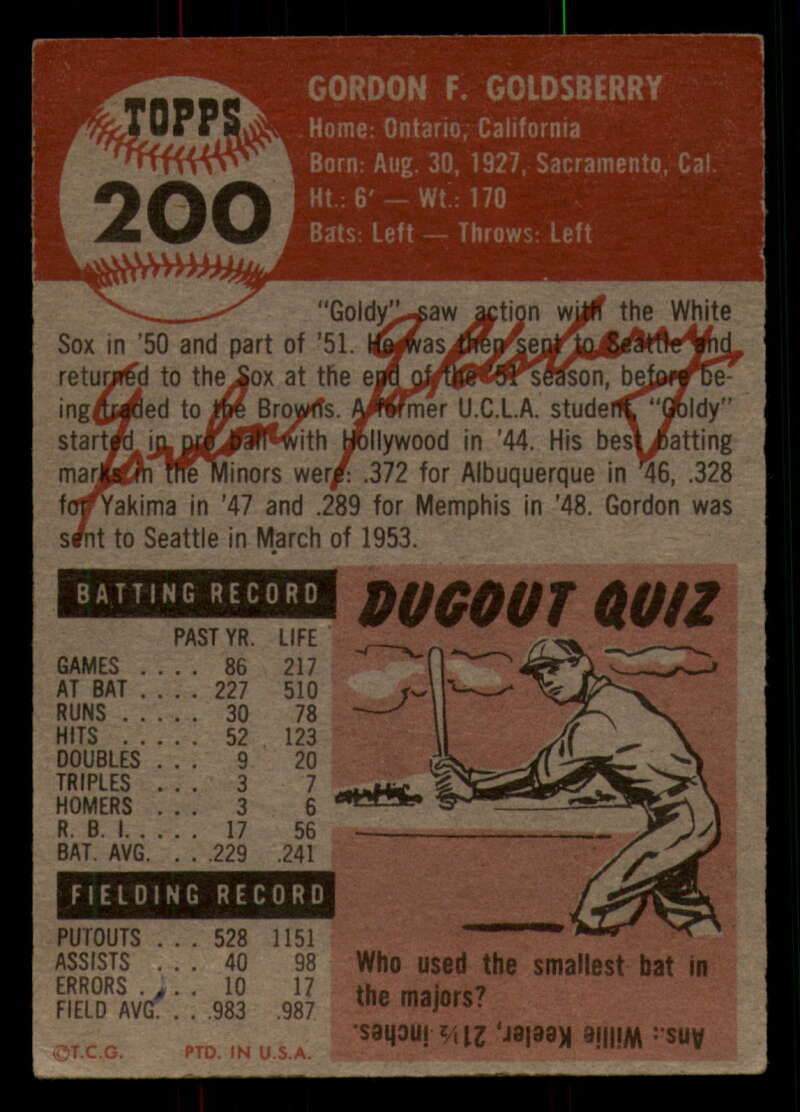 TOPPS
200
GORDON F. GOLDSBERRY
Home: Ontario, California
Born: Aug. 30, 1927, Sacramento, Cal.
Ht.: 6' — Wt.: 170
Bats: Left — Throws: Left
"Goldy" saw action with the White
Sox in '50 and part of '51. He was then sent to Seattle and
returned to the Sox at the end of the '51 season, before be-
ing traded to the Browns. A former U.C.L.A. student, "Goldy"
started in pro ball with Hollywood in '44. His best batting
marks in the Minors were: .372 for Albuquerque in '46, .328
for Yakima in '47 and .289 for Memphis in '48. Gordon was
sent to Seattle in March of 1953.
Gordon Goldsberry
BATTING RECORD
PAST YR. LIFE
GAMES . . . . 86 217
AT BAT . . . . 227 510
RUNS . . . . . 30 78
HITS . . . . . 52 123
DOUBLES . . . 9 20
TRIPLES . . . 3 7
HOMERS . . . 3 6
R. B. I. . . . . 17 56
BAT. AVG. . . .229 .241
FIELDING RECORD
PUTOUTS . . . 528 1151
ASSISTS . . . 40 98
ERRORS . . . 10 17
FIELD AVG. . . .983 .987
©T.C.G. PTD. IN U.S.A.
DUGOUT QUIZ
Who used the smallest bat in
the majors?
Ans.: Willie Keeler, 21½ inches.